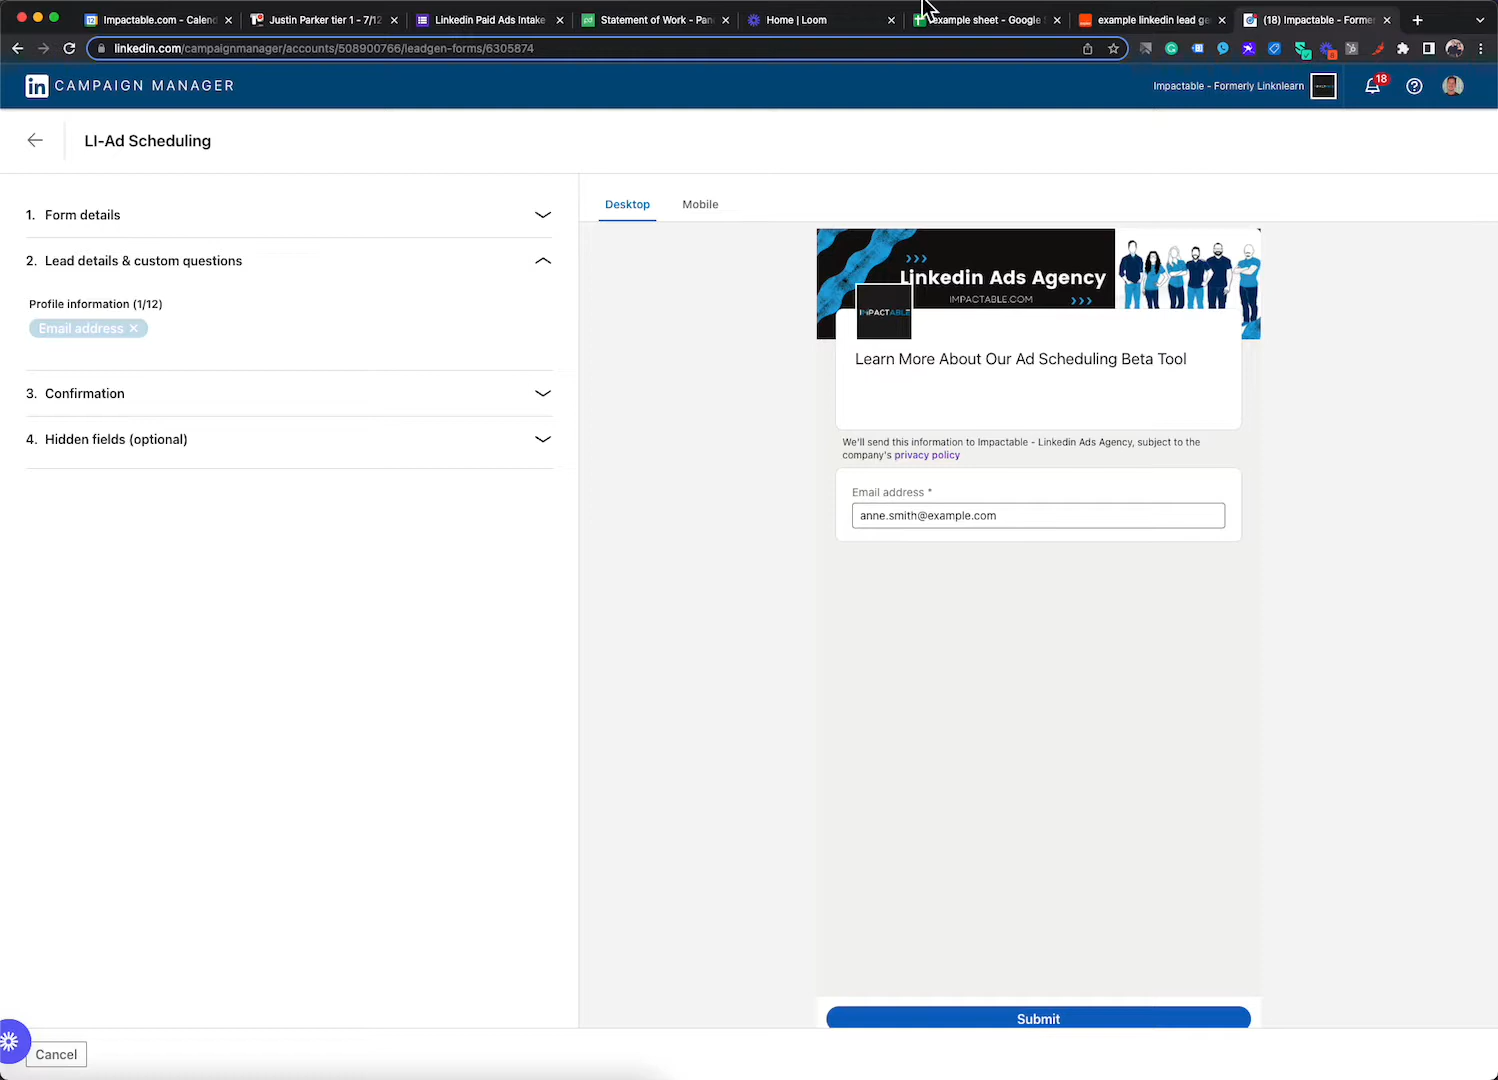 Impactable.com - Calend
Justin Parker tier 1 - 7/12
Linkedin Paid Ads Intake
Statement of Work - Pan
Home | Loom
example sheet - Google
example linkedin lead ge
(18) Impactable - Former
linkedin.com/campaignmanager/accounts/508900766/leadgen-forms/6305874
in CAMPAIGN MANAGER
Impactable - Formerly Linknlearn
18
LI-Ad Scheduling
1. Form details
2. Lead details & custom questions
Profile information (1/12)
Email address
3. Confirmation
4. Hidden fields (optional)
Cancel
Desktop
Mobile
Linkedin Ads Agency
IMPACTABLE.COM
IMPACTABLE
Learn More About Our Ad Scheduling Beta Tool
We'll send this information to Impactable - Linkedin Ads Agency, subject to the
company's privacy policy
Email address *
anne.smith@example.com
Submit